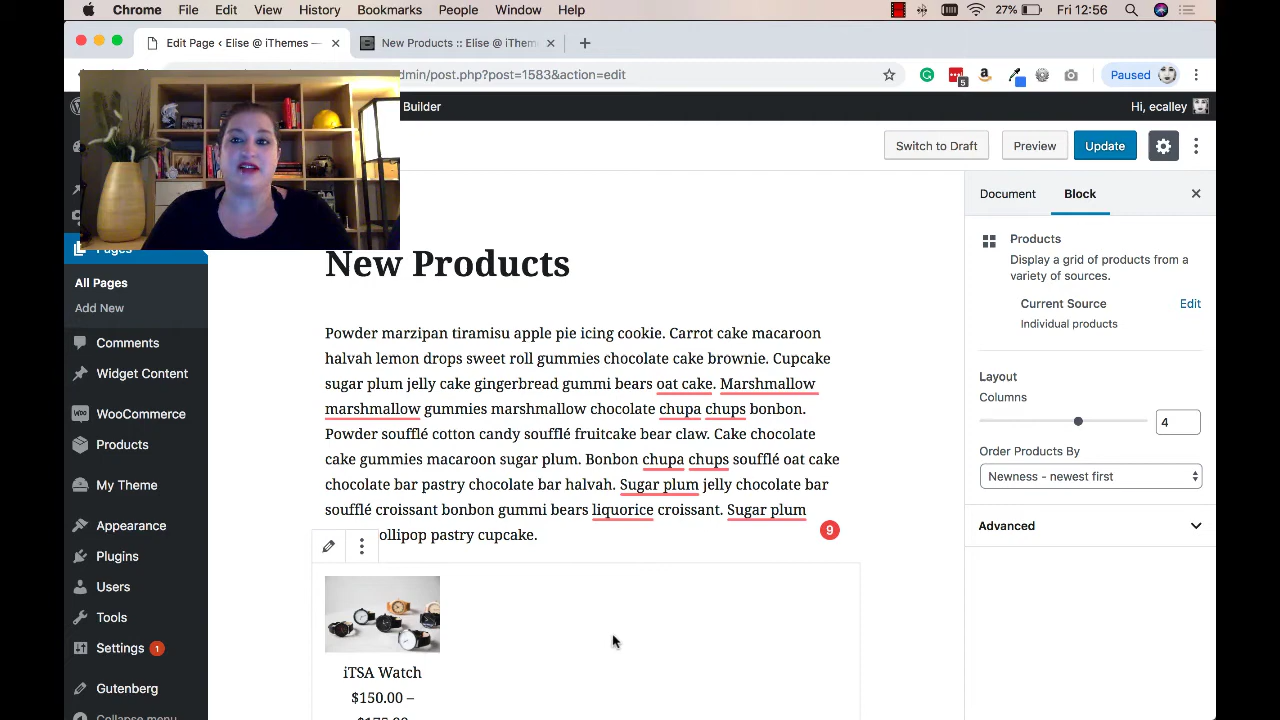 Chrome File Edit View History Bookmarks People Window Help 27% Fri 12:56
Edit Page ‹ Elise @ iThemes — New Products :: Elise @ iThem
dmin/post.php?post=1583&action=edit 5 Paused
Builder Hi, ecalley
Switch to Draft Preview Update
Document Block
Products
Display a grid of products from a
variety of sources.
Current Source Edit
Individual products
Layout
Columns
4
Order Products By
Newness - newest first
Advanced
Pages
All Pages
Add New
Comments
Widget Content
WooCommerce
Products
My Theme
Appearance
Plugins
Users
Tools
Settings 1
Gutenberg
Collapse menu
New Products
Powder marzipan tiramisu apple pie icing cookie. Carrot cake macaroon
halvah lemon drops sweet roll gummies chocolate cake brownie. Cupcake
sugar plum jelly cake gingerbread gummi bears oat cake. Marshmallow
marshmallow gummies marshmallow chocolate chupa chups bonbon.
Powder soufflé cotton candy soufflé fruitcake bear claw. Cake chocolate
cake gummies macaroon sugar plum. Bonbon chupa chups soufflé oat cake
chocolate bar pastry chocolate bar halvah. Sugar plum jelly chocolate bar
soufflé croissant bonbon gummi bears liquorice croissant. Sugar plum
ollipop pastry cupcake.
9
iTSA Watch
$150.00 –
$175.00